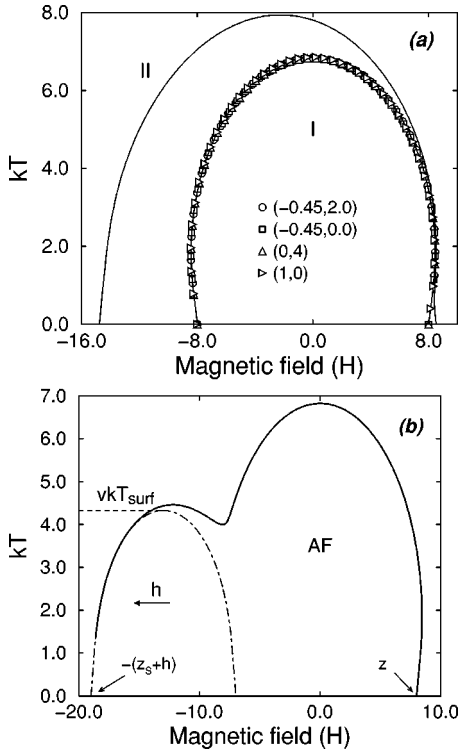 8.0
(a)
II
6.0
I
kT
4.0
(−0.45,2.0)
(−0.45,0.0)
2.0
(0,4)
(1,0)
0.0
−16.0 −8.0 0.0 8.0
Magnetic field (H)
7.0
(b)
6.0
5.0
vkTsurf
4.0
kT
AF
3.0
h
2.0
1.0
−(zs+h)
z
0.0
−20.0 −10.0 0.0 10.0
Magnetic field (H)